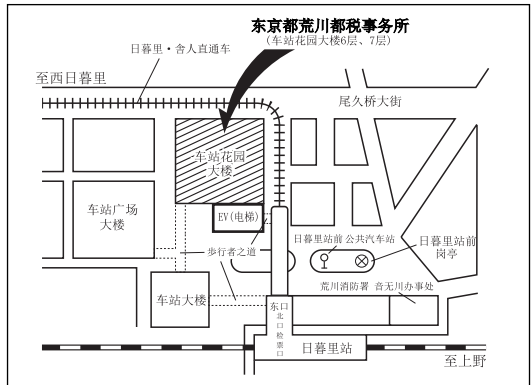 东京都荒川都税事务所
(车站花园大楼6层、7层)
日暮里・舍人直通车
至西日暮里
尾久桥大街
车站花园
大楼
车站广场
大楼
EV(电梯)
日暮里站前 公共汽车站
日暮里站前
岗亭
步行者之道
荒川消防署 音无川办事处
车站大楼
东口
北口检票口
日暮里站
至上野